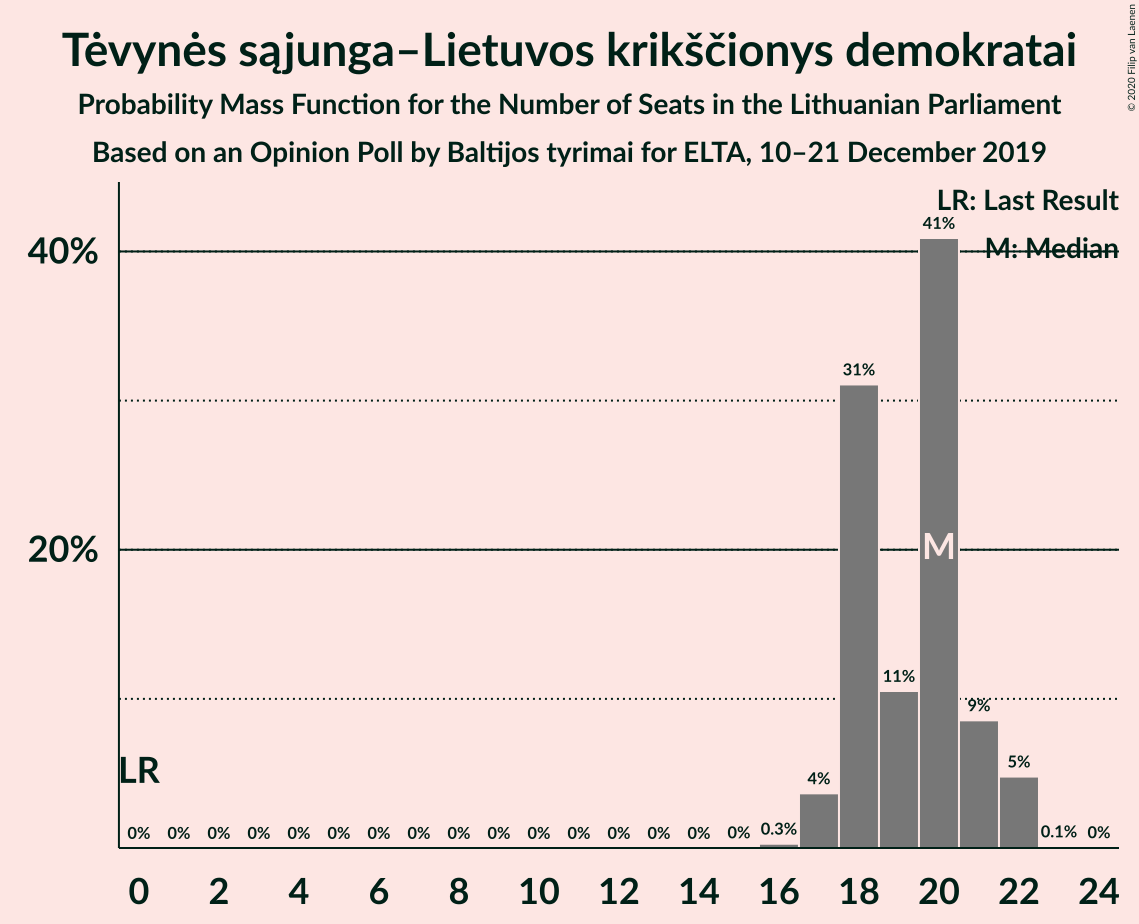 Tėvynės sąjunga–Lietuvos krikščionys demokratai
Probability Mass Function for the Number of Seats in the Lithuanian Parliament
Based on an Opinion Poll by Baltijos tyrimai for ELTA, 10–21 December 2019
© 2020 Filip van Laenen
LR: Last Result
M: Median
40%
20%
41%
31%
11%
9%
4%
5%
M
LR
0% 0% 0% 0% 0% 0% 0% 0% 0% 0% 0% 0% 0% 0% 0% 0% 0.3% 0.1% 0%
0 2 4 6 8 10 12 14 16 18 20 22 24